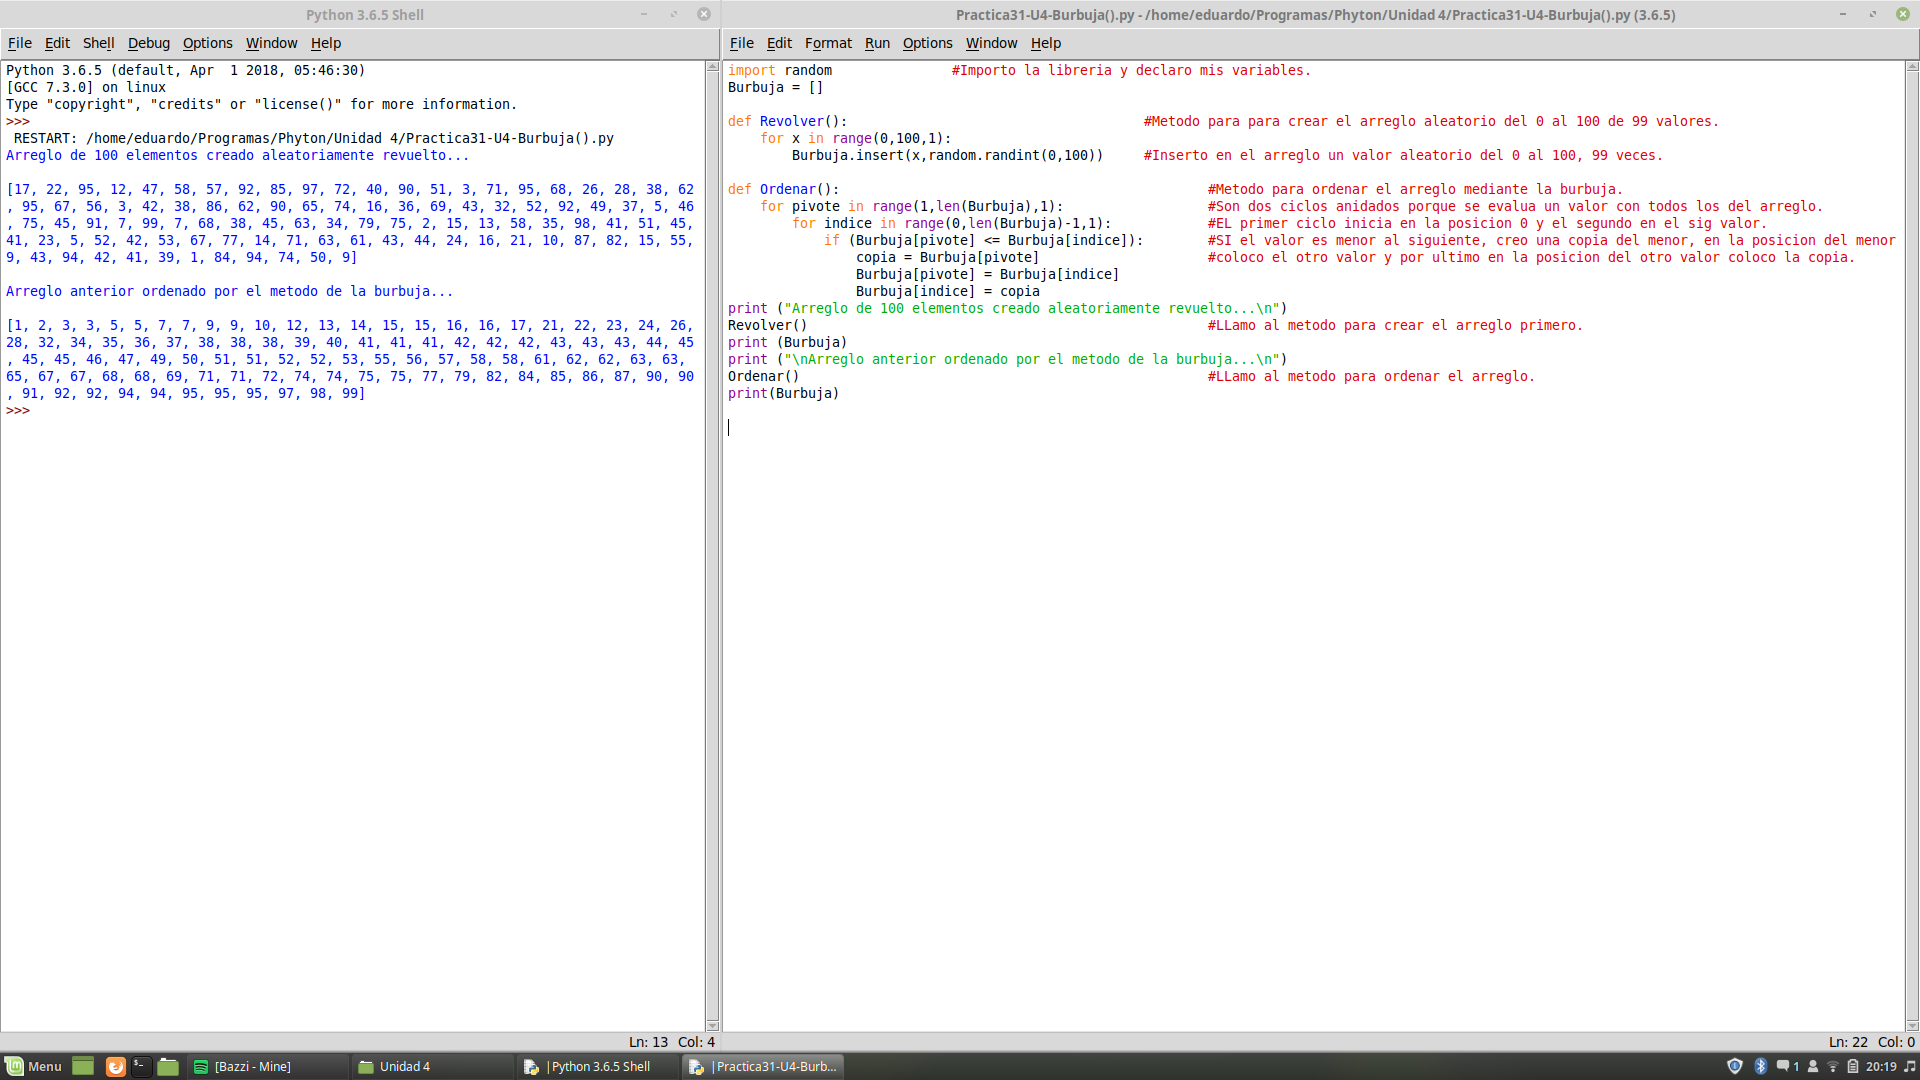 Python 3.6.5 Shell
File Edit Shell Debug Options Window Help
Python 3.6.5 (default, Apr  1 2018, 05:46:30)
[GCC 7.3.0] on linux
Type "copyright", "credits" or "license()" for more information.
>>>
 RESTART: /home/eduardo/Programas/Phyton/Unidad 4/Practica31-U4-Burbuja().py
Arreglo de 100 elementos creado aleatoriamente revuelto...
[17, 22, 95, 12, 47, 58, 57, 92, 85, 97, 72, 40, 90, 51, 3, 71, 95, 68, 26, 28, 38, 62
, 95, 67, 56, 3, 42, 38, 86, 62, 90, 65, 74, 16, 36, 69, 43, 32, 52, 92, 49, 37, 5, 46
, 75, 45, 91, 7, 99, 7, 68, 38, 45, 63, 34, 79, 75, 2, 15, 13, 58, 35, 98, 41, 51, 45,
41, 23, 5, 52, 42, 53, 67, 77, 14, 71, 63, 61, 43, 44, 24, 16, 21, 10, 87, 82, 15, 55,
9, 43, 94, 42, 41, 39, 1, 84, 94, 74, 50, 9]
Arreglo anterior ordenado por el metodo de la burbuja...
[1, 2, 3, 3, 5, 5, 7, 7, 9, 9, 10, 12, 13, 14, 15, 15, 16, 16, 17, 21, 22, 23, 24, 26,
28, 32, 34, 35, 36, 37, 38, 38, 38, 39, 40, 41, 41, 41, 42, 42, 42, 43, 43, 43, 44, 45
, 45, 45, 46, 47, 49, 50, 51, 51, 52, 52, 53, 55, 56, 57, 58, 58, 61, 62, 62, 63, 63,
65, 67, 67, 68, 68, 69, 71, 71, 72, 74, 74, 75, 75, 77, 79, 82, 84, 85, 86, 87, 90, 90
, 91, 92, 92, 94, 94, 95, 95, 95, 97, 98, 99]
>>>
Ln: 13 Col: 4
Practica31-U4-Burbuja().py - /home/eduardo/Programas/Phyton/Unidad 4/Practica31-U4-Burbuja().py (3.6.5)
File Edit Format Run Options Window Help
import random #Importo la libreria y declaro mis variables.
Burbuja = []
def Revolver(): #Metodo para para crear el arreglo aleatorio del 0 al 100 de 99 valores.
    for x in range(0,100,1):
        Burbuja.insert(x,random.randint(0,100)) #Inserto en el arreglo un valor aleatorio del 0 al 100, 99 veces.
def Ordenar(): #Metodo para ordenar el arreglo mediante la burbuja.
    for pivote in range(1,len(Burbuja),1): #Son dos ciclos anidados porque se evalua un valor con todos los del arreglo.
        for indice in range(0,len(Burbuja)-1,1): #EL primer ciclo inicia en la posicion 0 y el segundo en el sig valor.
            if (Burbuja[pivote] <= Burbuja[indice]): #SI el valor es menor al siguiente, creo una copia del menor, en la posicion del menor
                copia = Burbuja[pivote] #coloco el otro valor y por ultimo en la posicion del otro valor coloco la copia.
                Burbuja[pivote] = Burbuja[indice]
                Burbuja[indice] = copia
print ("Arreglo de 100 elementos creado aleatoriamente revuelto...\n")
Revolver() #LLamo al metodo para crear el arreglo primero.
print (Burbuja)
print ("\nArreglo anterior ordenado por el metodo de la burbuja...\n")
Ordenar() #LLamo al metodo para ordenar el arreglo.
print(Burbuja)
Ln: 22 Col: 0
Menu [Bazzi - Mine] Unidad 4 |Python 3.6.5 Shell |Practica31-U4-Burb... 1 20:19